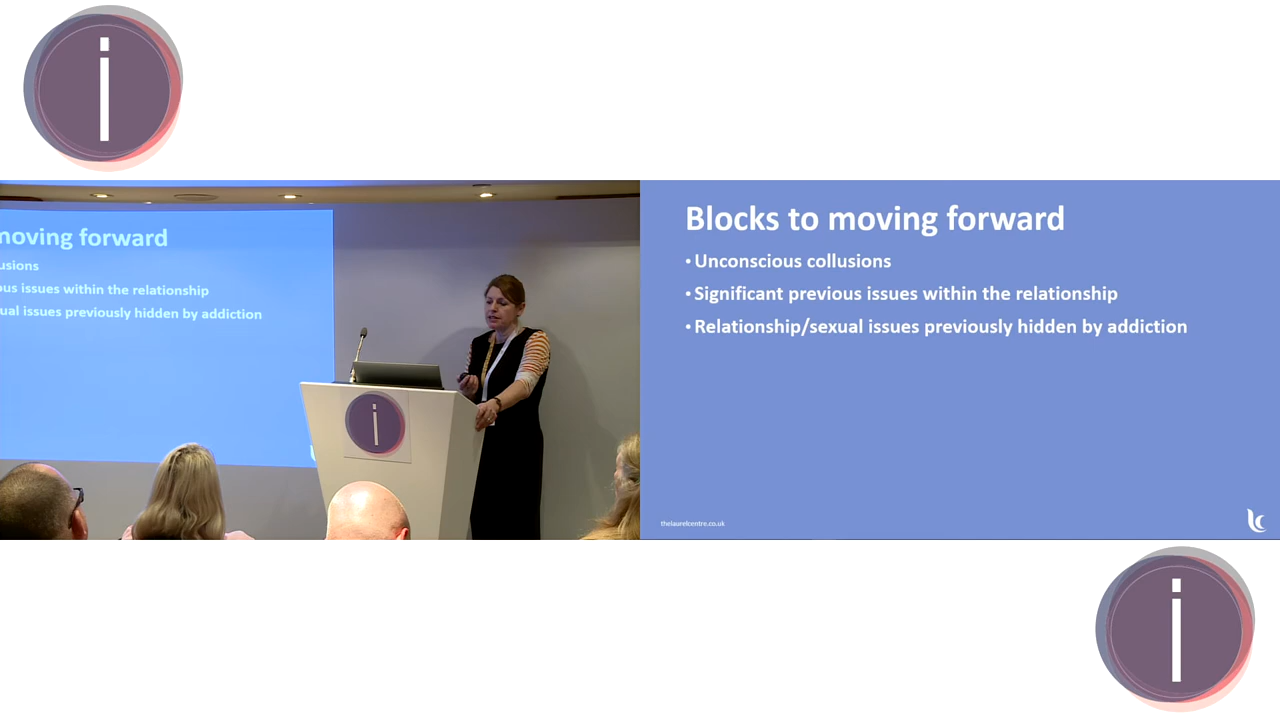 i
moving forward
usions
ous issues within the relationship
ual issues previously hidden by addiction
i
Blocks to moving forward
• Unconscious collusions
• Significant previous issues within the relationship
• Relationship/sexual issues previously hidden by addiction
thelaurelcentre.co.uk
lc
i